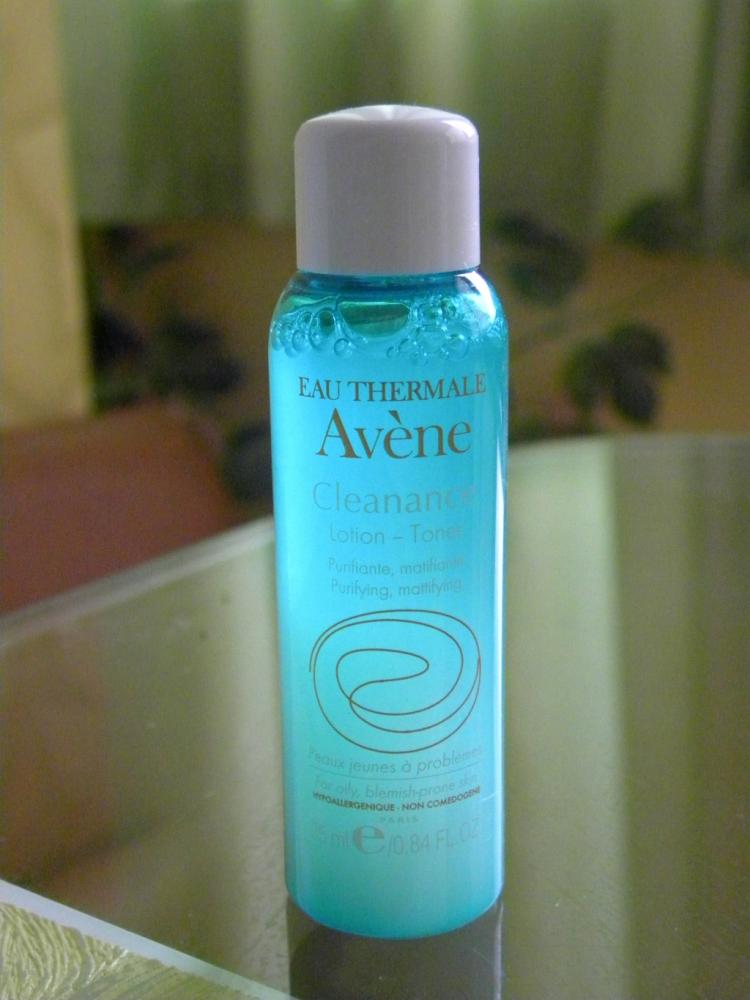 EAU THERMALE
Avène
Cleanance
Lotion – Toner
Purifiante, matifiante
Purifying, mattifying
Peaux jeunes à problèmes
For oily, blemish-prone skin
HYPOALLERGENIQUE - NON COMEDOGENE
PARIS
25 ml e/0.84 FL.OZ